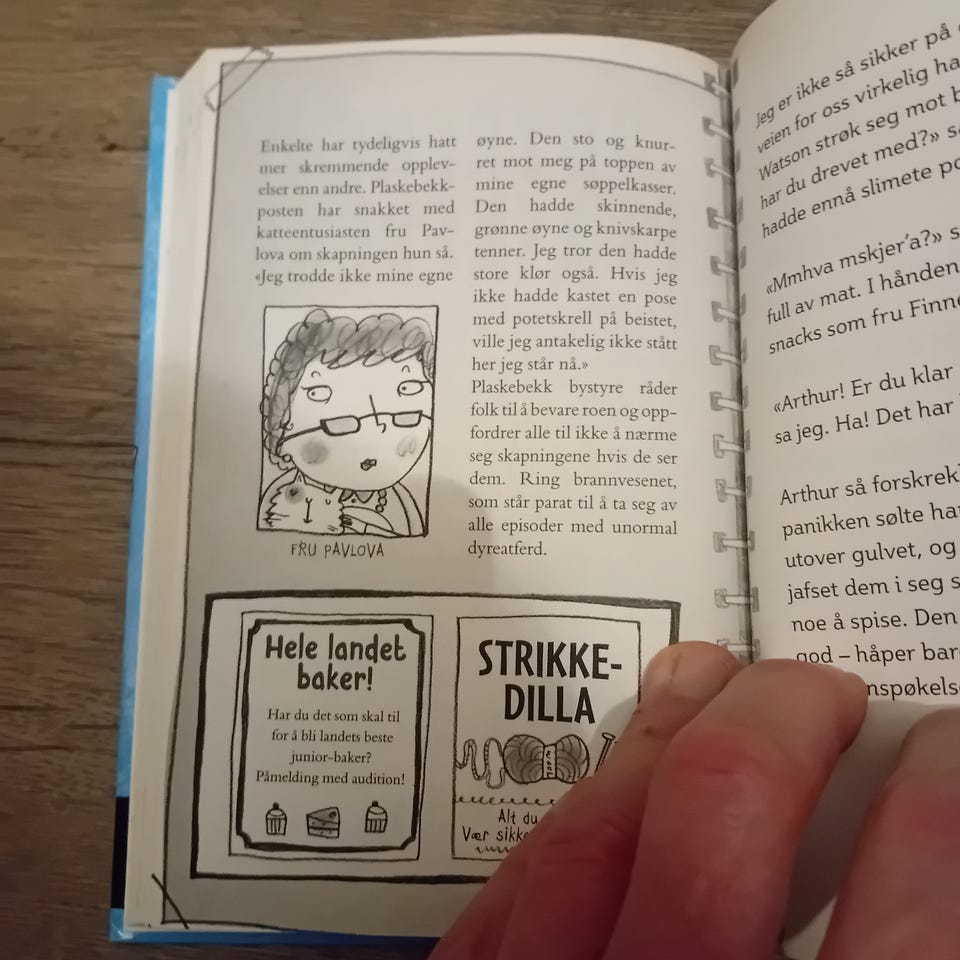 Enkelte har tydeligvis hatt
mer skremmende opplev-
elser enn andre. Plaskebekk-
posten har snakket med
katteentusiasten fru Pav-
lova om skapningen hun så.
«Jeg trodde ikke mine egne
FRU PAVLOVA
øyne. Den sto og knur-
ret mot meg på toppen av
mine egne søppelkasser.
Den hadde skinnende,
grønne øyne og knivskarpe
tenner. Jeg tror den hadde
store klør også. Hvis jeg
ikke hadde kastet en pose
med potetskrell på beistet,
ville jeg antakelig ikke stått
her jeg står nå.»
Plaskebekk bystyre råder
folk til å bevare roen og opp-
fordrer alle til ikke å nærme
seg skapningene hvis de ser
dem. Ring brannvesenet,
som står parat til å ta seg av
alle episoder med unormal
dyreatferd.
Hele landet
baker!
Har du det som skal til
for å bli landets beste
junior-baker?
Påmelding med audition!
STRIKKE-
DILLA
Alt du
Vær
Jeg er ikke så sikker på
veien for oss virkelig
Watson strøk seg mot
har du drevet med?»
hadde ennå slimete
«Mmhva mskjer'a?»
full av mat. I hånden
snacks som fru
«Arthur! Er du klar
sa jeg. Ha! Det har
Arthur så
panikken sølte
utover gulvet, og
jafset dem i seg
noe å spise. Den
god – håper